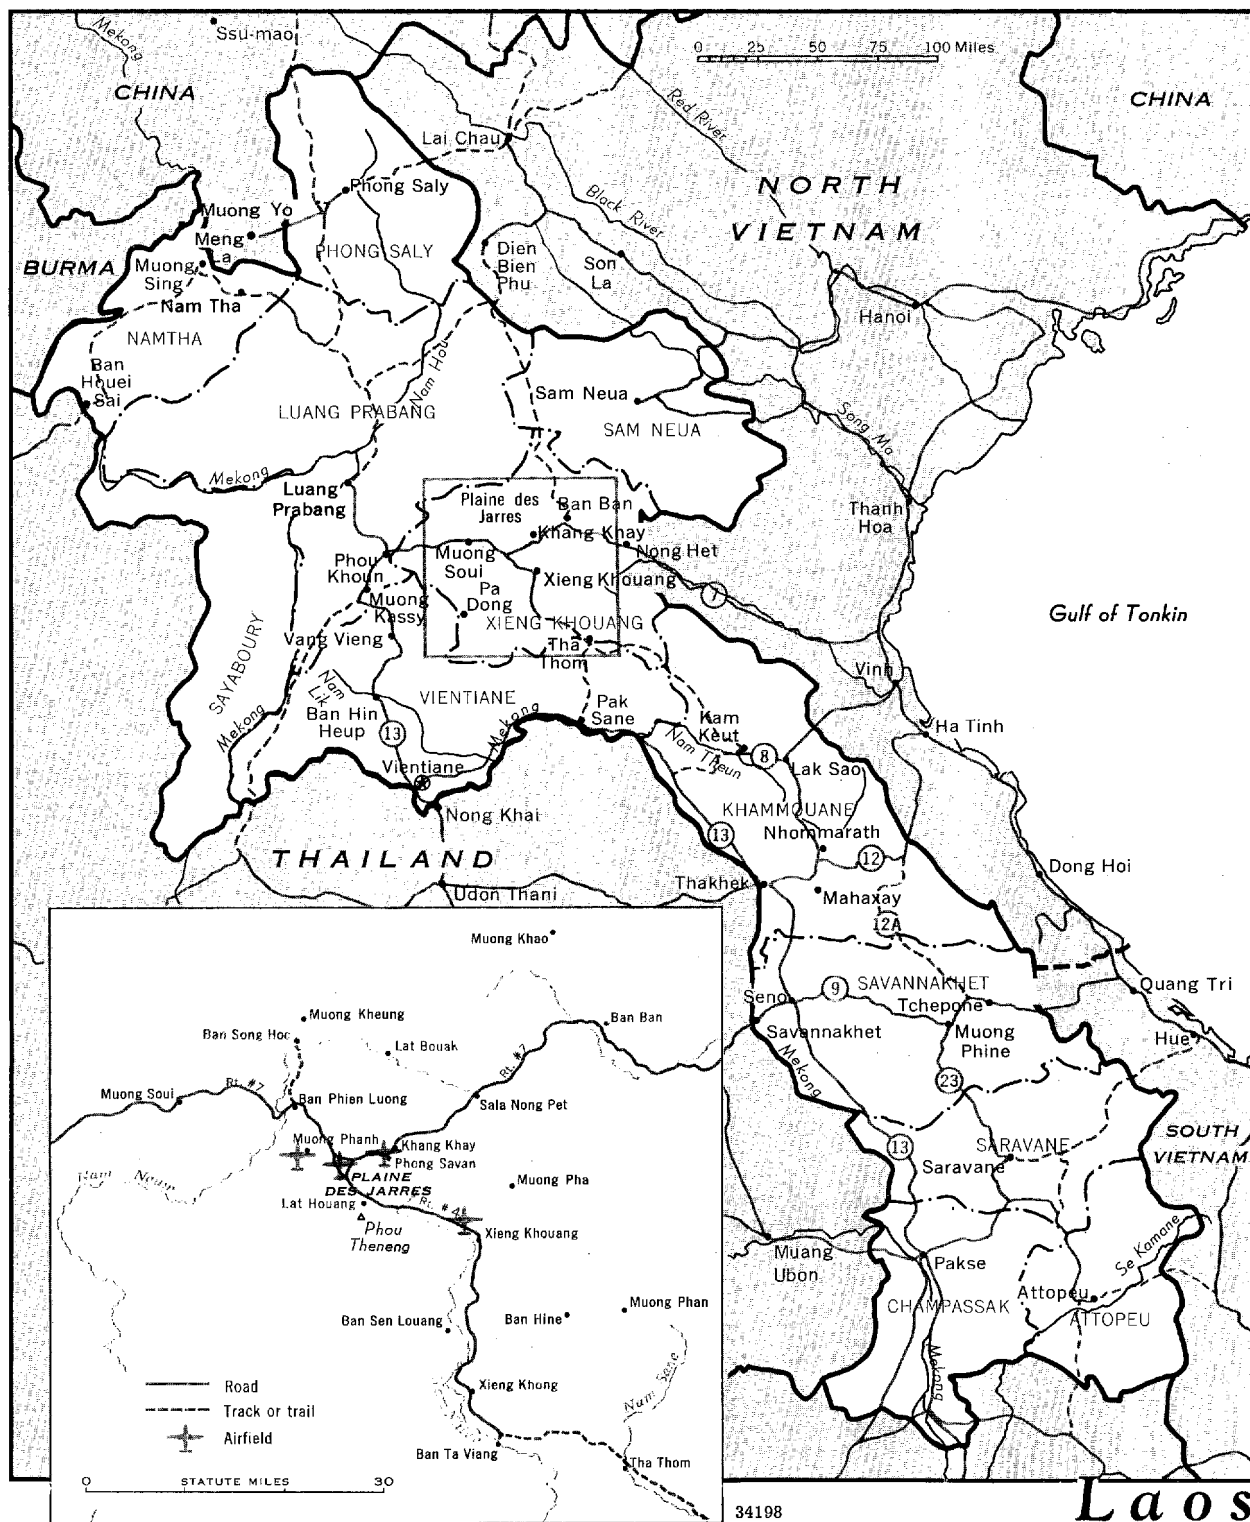 Mekong
Ssu-mao
0 25 50 75 100 Miles
CHINA
CHINA
Red River
Lai Chau
NORTH
VIETNAM
Phong Saly
Black River
Muong Yo
Meng
La
PHONG SALY
BURMA
Muong
Sing
Dien
Bien
Phu
Son
La
Nam Tha
Hanoi
NAMTHA
Nam Hou
Ban
Houei
Sai
Sam Neua
LUANG PRABANG
SAM NEUA
Song Ma
Mekong
Luang
Prabang
Plaine des
Jarres
Ban Ban
Thanh
Hoa
Khang Khay
Nong Het
Phou
Khoun
Muong
Soui
Xieng Khouang
7
Muong
Kassy
Pa
Dong
XIENG KHOUANG
Gulf of Tonkin
Vang Vieng
Tha
Thom
SAYABOURY
Vinh
Nam
Lik
VIENTIANE
Mekong
Ban Hin
Heup
13
Mekong
Pak
Sane
Kam
Keut
Ha Tinh
Nam Theun
8
Vientiane
Lak Sao
Nong Khai
KHAMMOUANE
13
Nhommarath
12
THAILAND
Dong Hoi
Thakhek
Udon Thani
Mahaxay
12A
SAVANNAKHET
9
Seno
Tchepone
Quang Tri
Savannakhet
Muong
Phine
Hue
Mekong
23
13
SARAVANE
Saravane
SOUTH
VIETNAM
Muang
Ubon
Se Kamane
Pakse
Attopeu
CHAMPASSAK
ATTOPEU
Mekong
Muong Khao
Muong Kheung
Ban Ban
Ban Song Hoc
Lat Bouak
Rt. #7
Rt. #7
Muong Soui
Ban Phien Luong
Sala Nong Pet
Muong Phanh
Khang Khay
Phong Savan
Nam Ngum
PLAINE
DES JARRES
Muong Pha
Lat Houang
Rt. #4
Phou
Theneng
Xieng Khouang
Muong Phan
Ban Sen Louang
Ban Hine
Nam Sane
Road
Xieng Khong
Track or trail
Airfield
Ban Ta Viang
Tha Thom
0 STATUTE MILES 30
34198
Laos